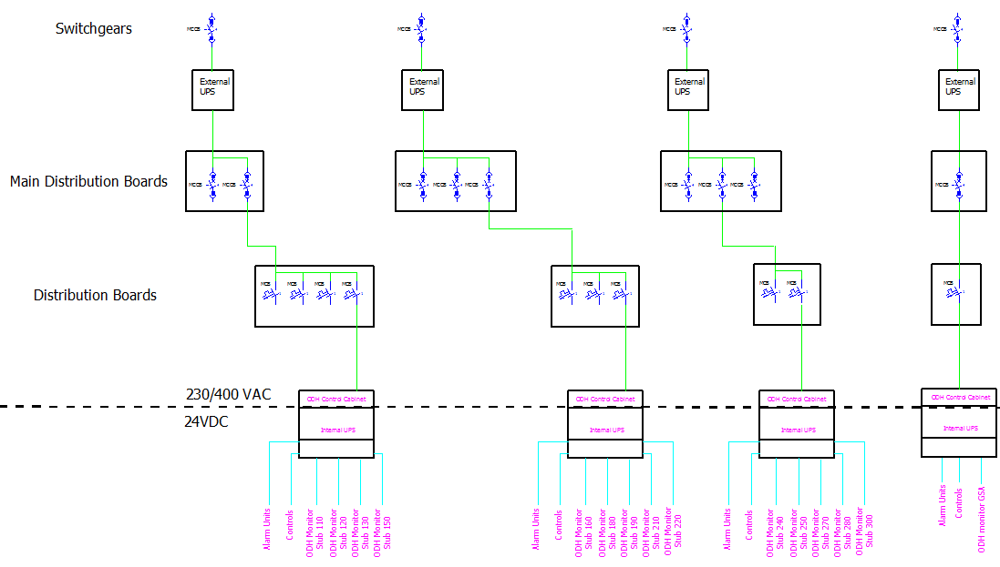 Switchgears
MCCB
MCCB
MCCB
MCCB
External
UPS
External
UPS
External
UPS
External
UPS
Main Distribution Boards
MCCB
MCCB
MCCB
MCCB
MCCB
MCCB
MCCB
MCCB
MCCB
Distribution Boards
MCB
MCB
MCB
MCB
MCB
MCB
MCB
MCB
MCB
MCB
230/400 VAC
24VDC
ODH Control Cabinet
Internal UPS
ODH Control Cabinet
Internal UPS
ODH Control Cabinet
Internal UPS
ODH Control Cabinet
Internal UPS
Alarm Units
Controls
ODH Monitor
Stub 110
ODH Monitor
Stub 120
ODH Monitor
Stub 130
ODH Monitor
Stub 150
Alarm Units
Controls
ODH Monitor
Stub 160
ODH Monitor
Stub 180
ODH Monitor
Stub 190
ODH Monitor
Stub 210
ODH Monitor
Stub 220
Alarm Units
Controls
ODH Monitor
Stub 240
ODH Monitor
Stub 250
ODH Monitor
Stub 270
ODH Monitor
Stub 280
ODH Monitor
Stub 300
Alarm Units
Controls
ODH monitor GSA